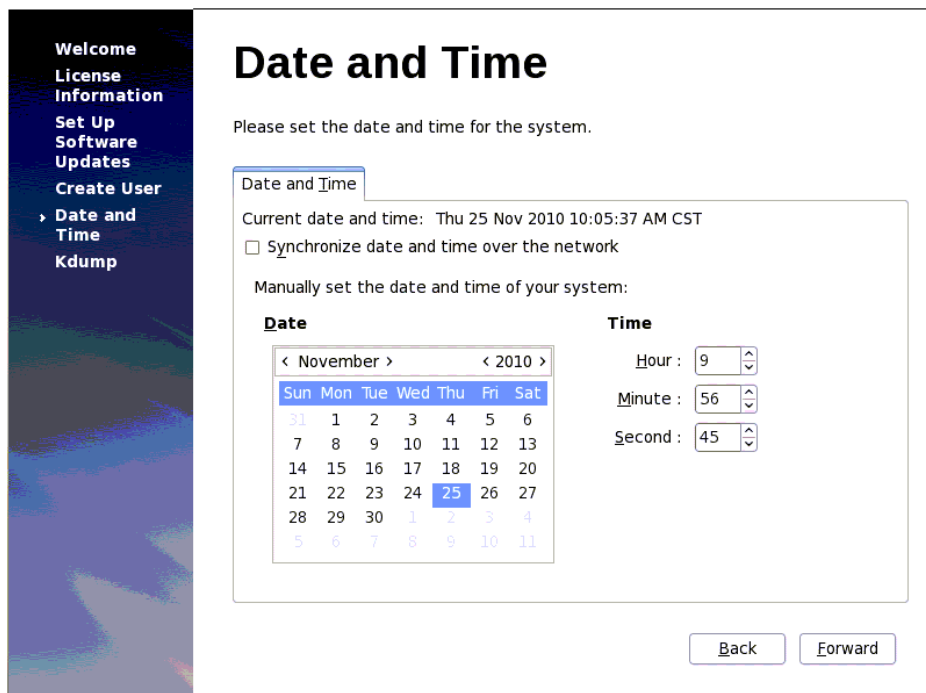 Welcome
License
Information
Set Up
Software
Updates
Create User
Date and
Time
Kdump
Date and Time
Please set the date and time for the system.
Date and Time
Current date and time: Thu 25 Nov 2010 10:05:37 AM CST
Synchronize date and time over the network
Manually set the date and time of your system:
Date
November 2010
Sun Mon Tue Wed Thu Fri Sat
31 1 2 3 4 5 6
7 8 9 10 11 12 13
14 15 16 17 18 19 20
21 22 23 24 25 26 27
28 29 30 1 2 3 4
5 6 7 8 9 10 11
Time
Hour : 9
Minute : 56
Second : 45
Back
Forward